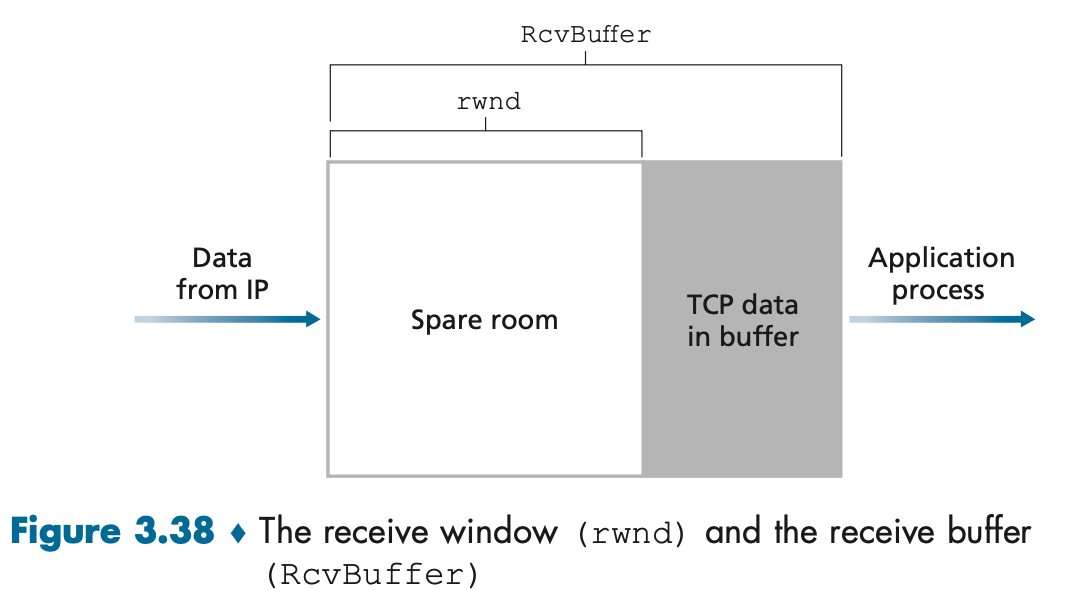 RcvBuffer
rwnd
Data
from IP
Spare room
TCP data
in buffer
Application
process
Figure 3.38 ♦ The receive window (rwnd) and the receive buffer
(RcvBuffer)